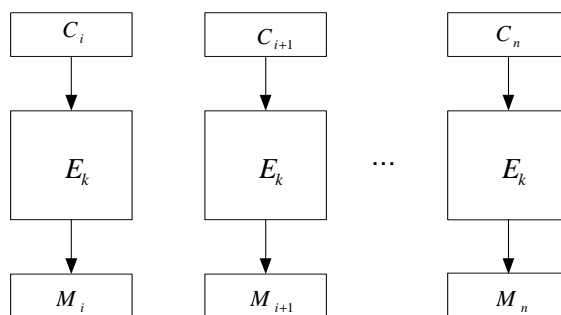 C_i C_{i+1} C_n
E_k E_k ... E_k
M_i M_{i+1} M_n